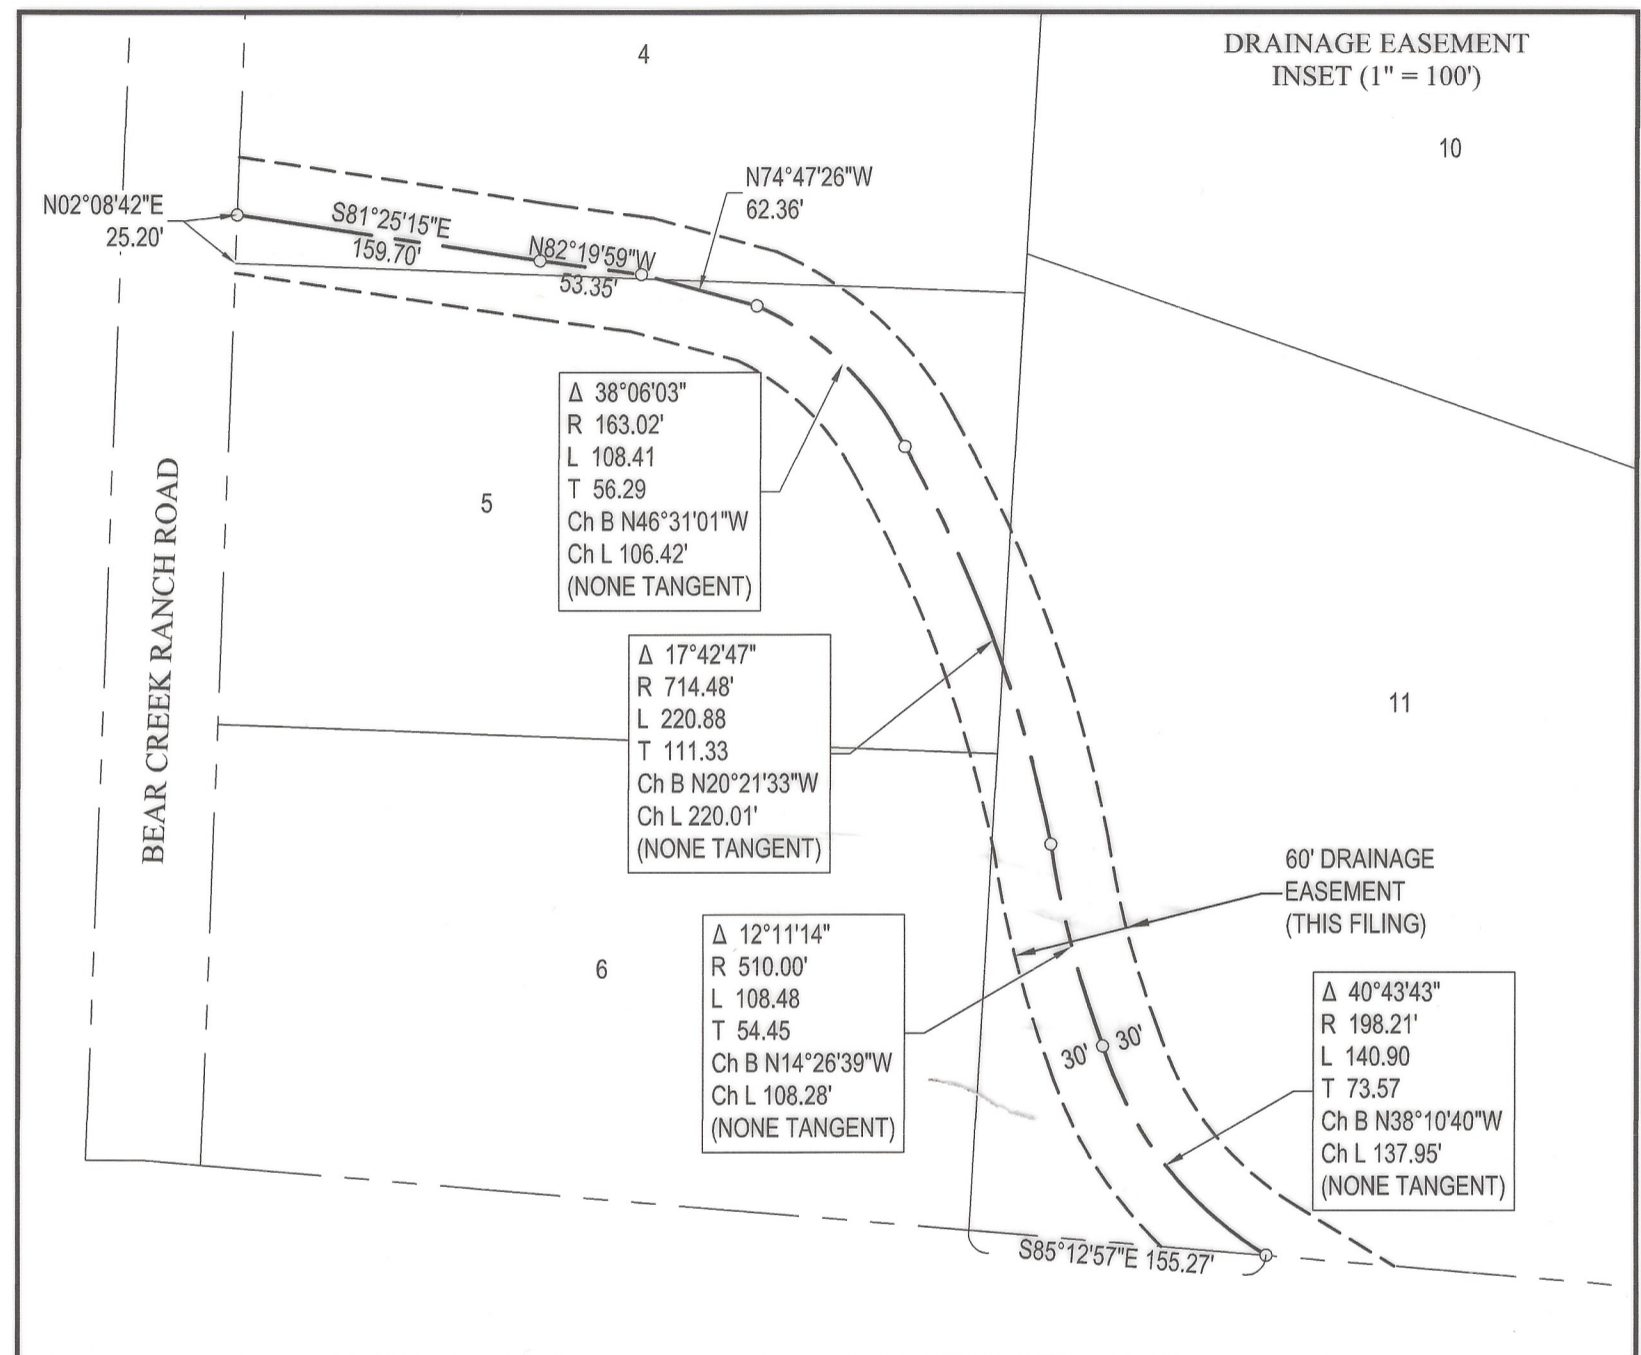 DRAINAGE EASEMENT
INSET (1" = 100')
4
10
N74°47'26"W
62.36'
N02°08'42"E
25.20'
S81°25'15"E
159.70'
N82°19'59"W
53.35'
Δ 38°06'03"
R 163.02'
L 108.41
T 56.29
Ch B N46°31'01"W
Ch L 106.42'
(NONE TANGENT)
5
BEAR CREEK RANCH ROAD
Δ 17°42'47"
R 714.48'
L 220.88
T 111.33
Ch B N20°21'33"W
Ch L 220.01'
(NONE TANGENT)
11
60' DRAINAGE
EASEMENT
(THIS FILING)
6
Δ 12°11'14"
R 510.00'
L 108.48
T 54.45
Ch B N14°26'39"W
Ch L 108.28'
(NONE TANGENT)
30' 30'
Δ 40°43'43"
R 198.21'
L 140.90
T 73.57
Ch B N38°10'40"W
Ch L 137.95'
(NONE TANGENT)
S85°12'57"E 155.27'